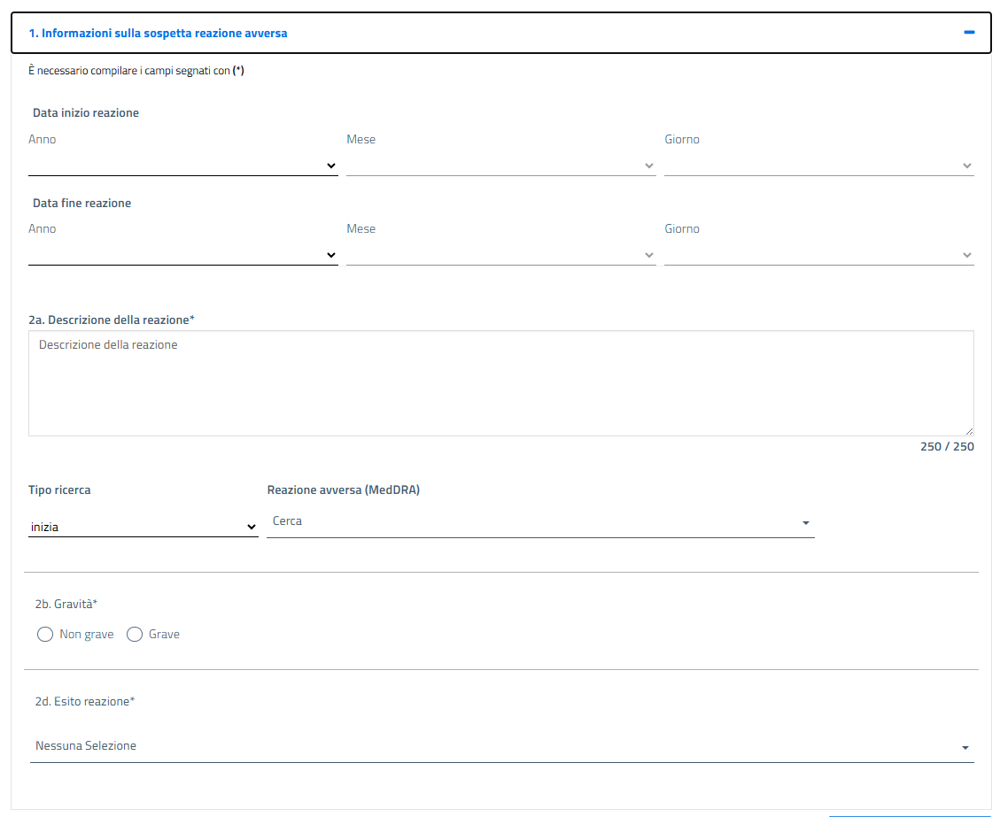 1. Informazioni sulla sospetta reazione avversa
È necessario compilare i campi segnati con (*)
Data inizio reazione
Anno Mese Giorno
Data fine reazione
Anno Mese Giorno
2a. Descrizione della reazione*
Descrizione della reazione
250 / 250
Tipo ricerca Reazione avversa (MedDRA)
inizia Cerca
2b. Gravità*
Non grave Grave
2d. Esito reazione*
Nessuna Selezione